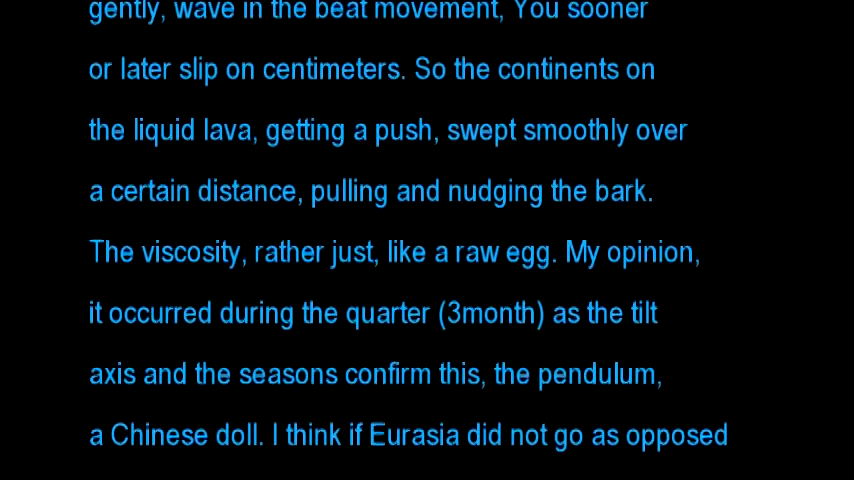 gently, wave in the beat movement, You sooner
or later slip on centimeters. So the continents on
the liquid lava, getting a push, swept smoothly over
a certain distance, pulling and nudging the bark.
The viscosity, rather just, like a raw egg. My opinion,
it occurred during the quarter (3month) as the tilt
axis and the seasons confirm this, the pendulum,
a Chinese doll. I think if Eurasia did not go as opposed